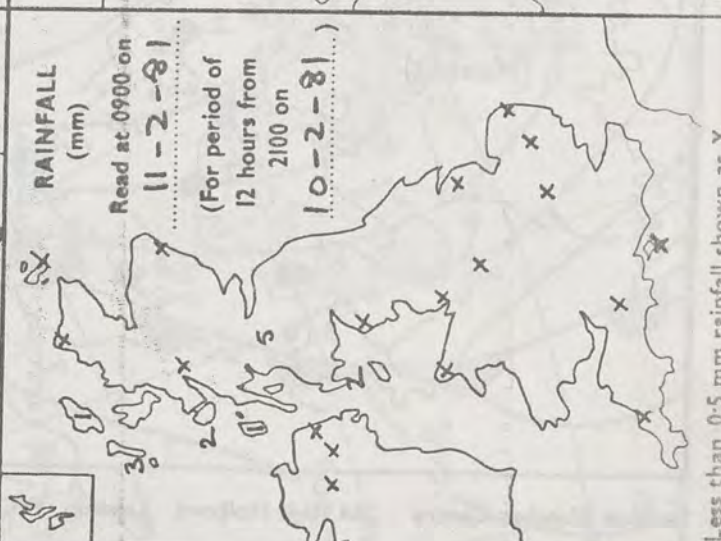 RAINFALL
(mm)
Read at 0900 on
11-2-81
(For period of
12 hours from
2100 on
10-2-81)
3
2
5
Less than 0·5 mm rainfall shown as X